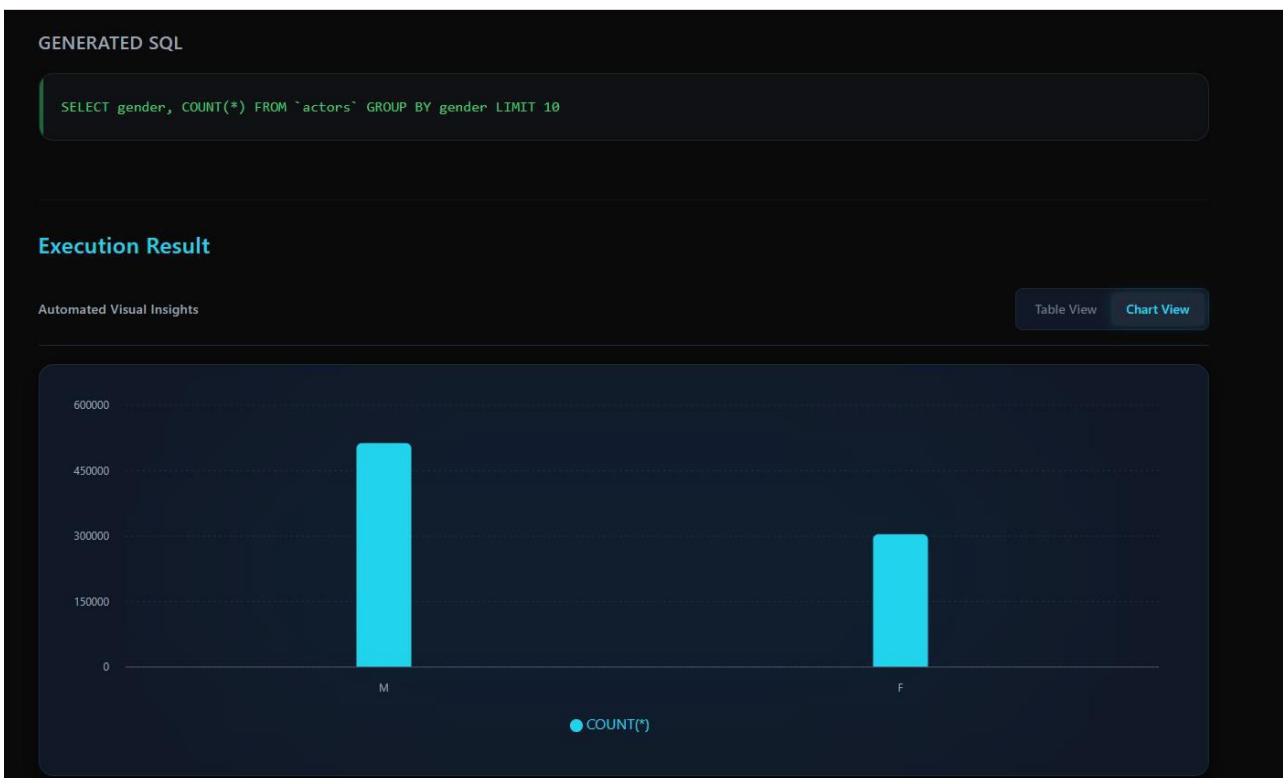 GENERATED SQL
SELECT gender, COUNT(*) FROM `actors` GROUP BY gender LIMIT 10
Execution Result
Automated Visual Insights
Table View Chart View
600000
450000
300000
150000
0
M F
COUNT(*)